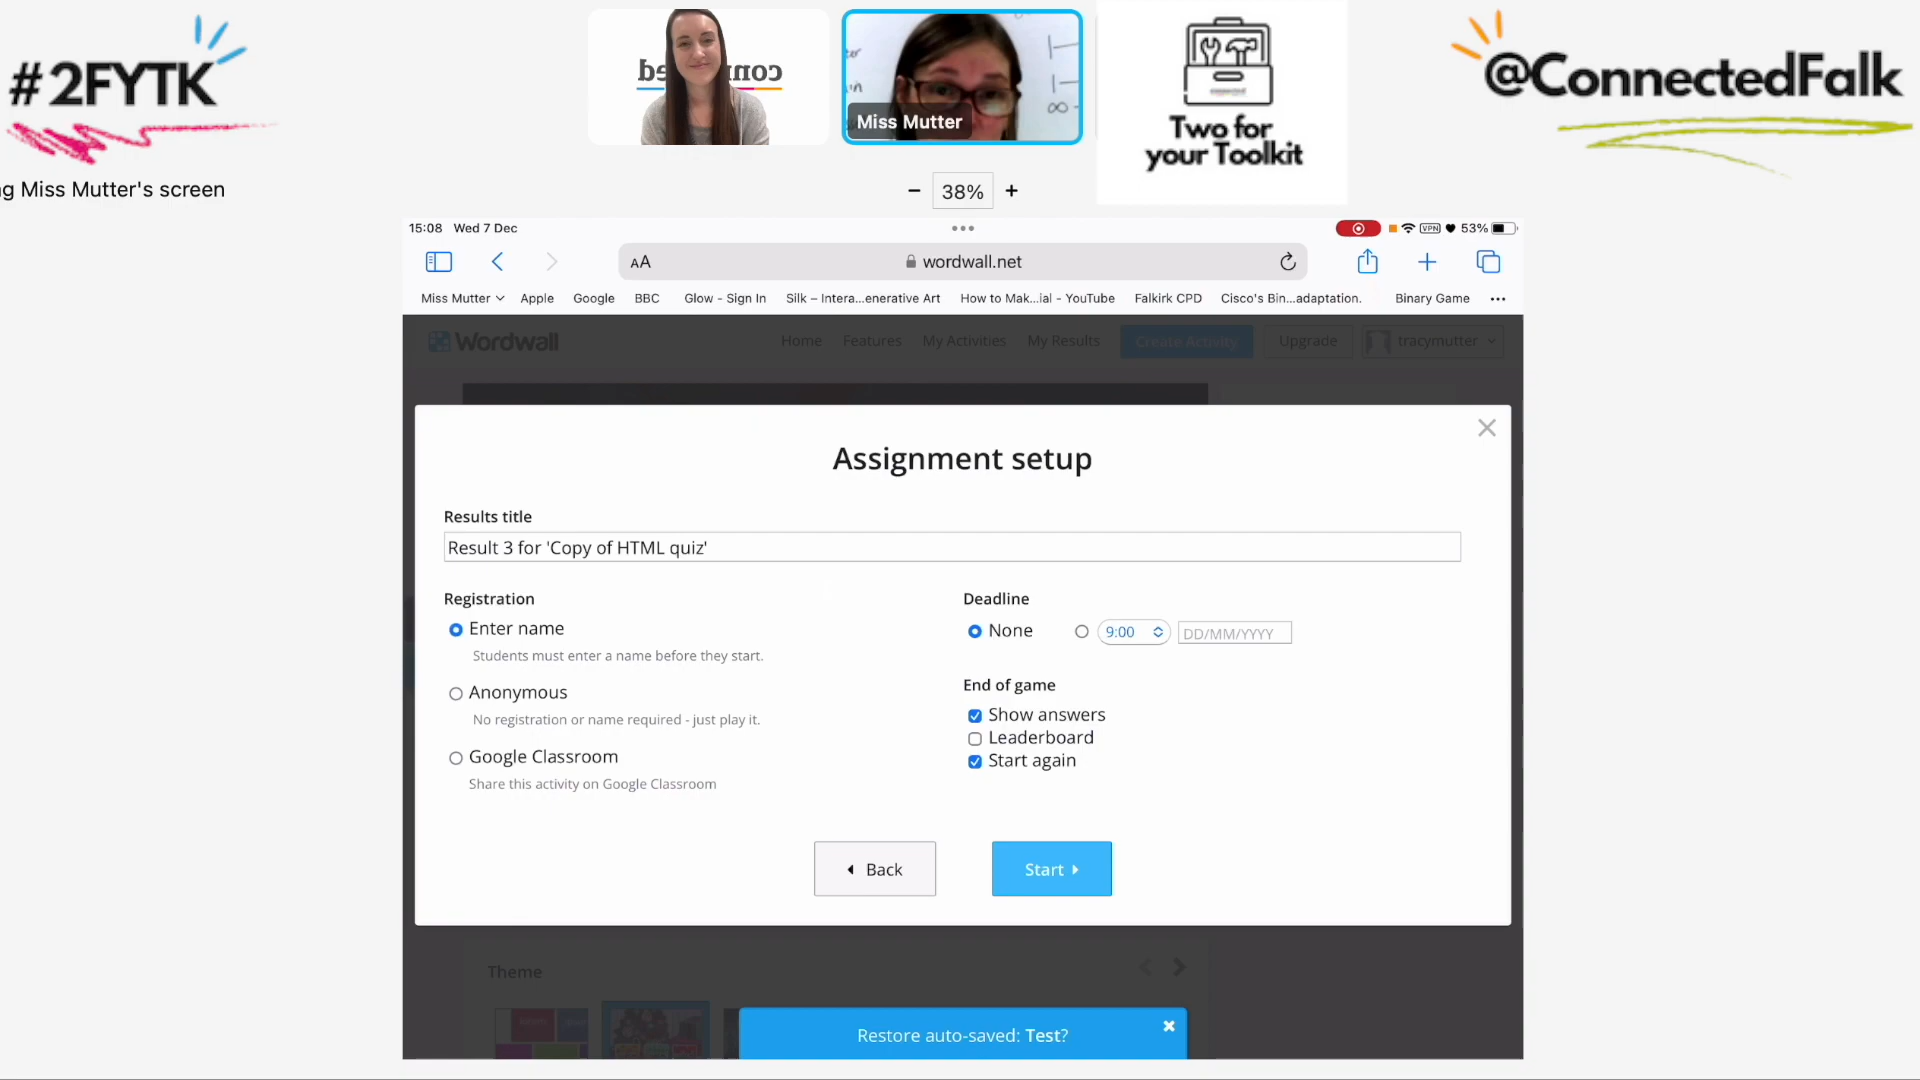 #2FYTK
connected
Miss Mutter
Two for
your Toolkit
@ConnectedFalk
g Miss Mutter's screen
− 38% +
15:08 Wed 7 Dec
VPN 53%
AA wordwall.net
Miss Mutter Apple Google BBC Glow - Sign In Silk – Intera...enerative Art How to Mak...ial - YouTube Falkirk CPD Cisco's Bin...adaptation. Binary Game
Wordwall Home Features My Activities My Results Create Activity Upgrade tracymutter
Assignment setup
Results title
Result 3 for 'Copy of HTML quiz'
Registration
Enter name
Students must enter a name before they start.
Anonymous
No registration or name required - just play it.
Google Classroom
Share this activity on Google Classroom
Deadline
None 9:00 DD/MM/YYYY
End of game
Show answers
Leaderboard
Start again
Back Start
Theme
Restore auto-saved: Test?